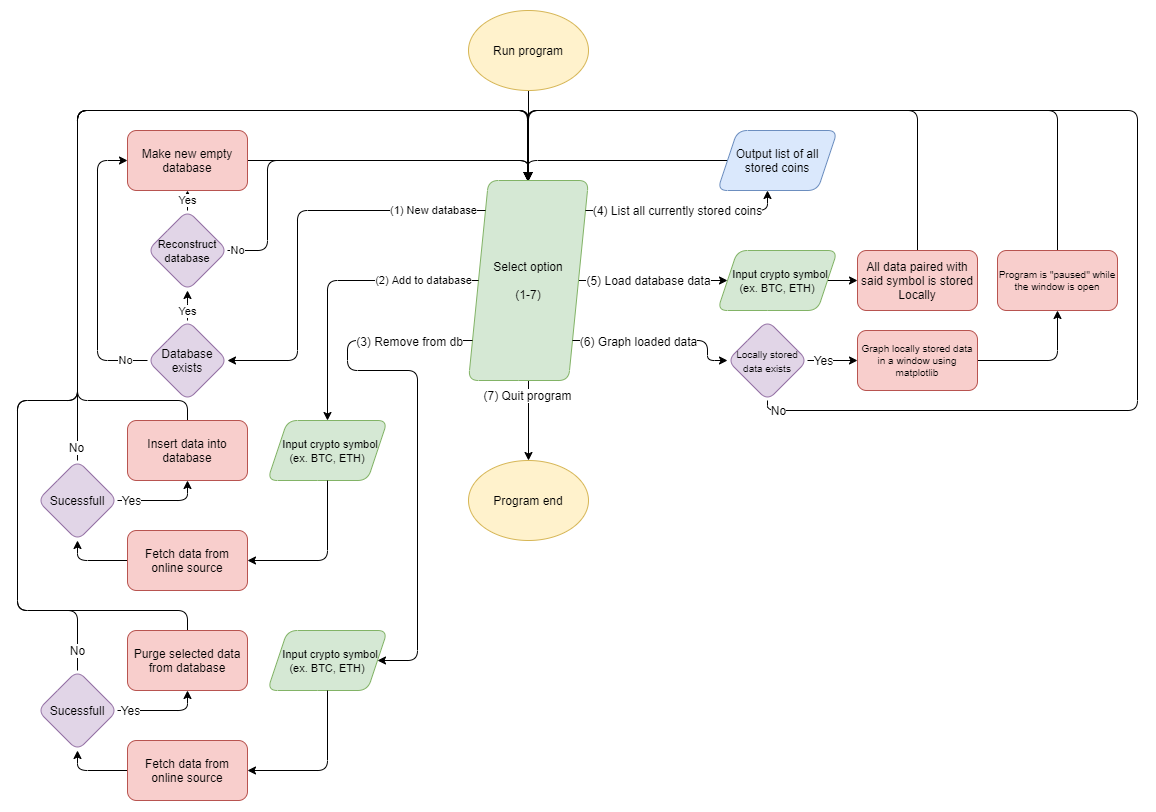 Run program
Make new empty
database
Output list of all
stored coins
Yes
(1) New database
(4) List all currently stored coins
Reconstruct
database
No
Select option
(1-7)
(2) Add to database
(5) Load database data
Input crypto symbol
(ex. BTC, ETH)
All data paired with
said symbol is stored
Locally
Program is "paused" while
the window is open
Yes
(3) Remove from db
(6) Graph loaded data
Database
exists
No
Locally stored
data exists
Yes
Graph locally stored data
in a window using
matplotlib
(7) Quit program
No
No
Insert data into
database
Input crypto symbol
(ex. BTC, ETH)
Sucessfull
Yes
Program end
Fetch data from
online source
No
Purge selected data
from database
Input crypto symbol
(ex. BTC, ETH)
Sucessfull
Yes
Fetch data from
online source